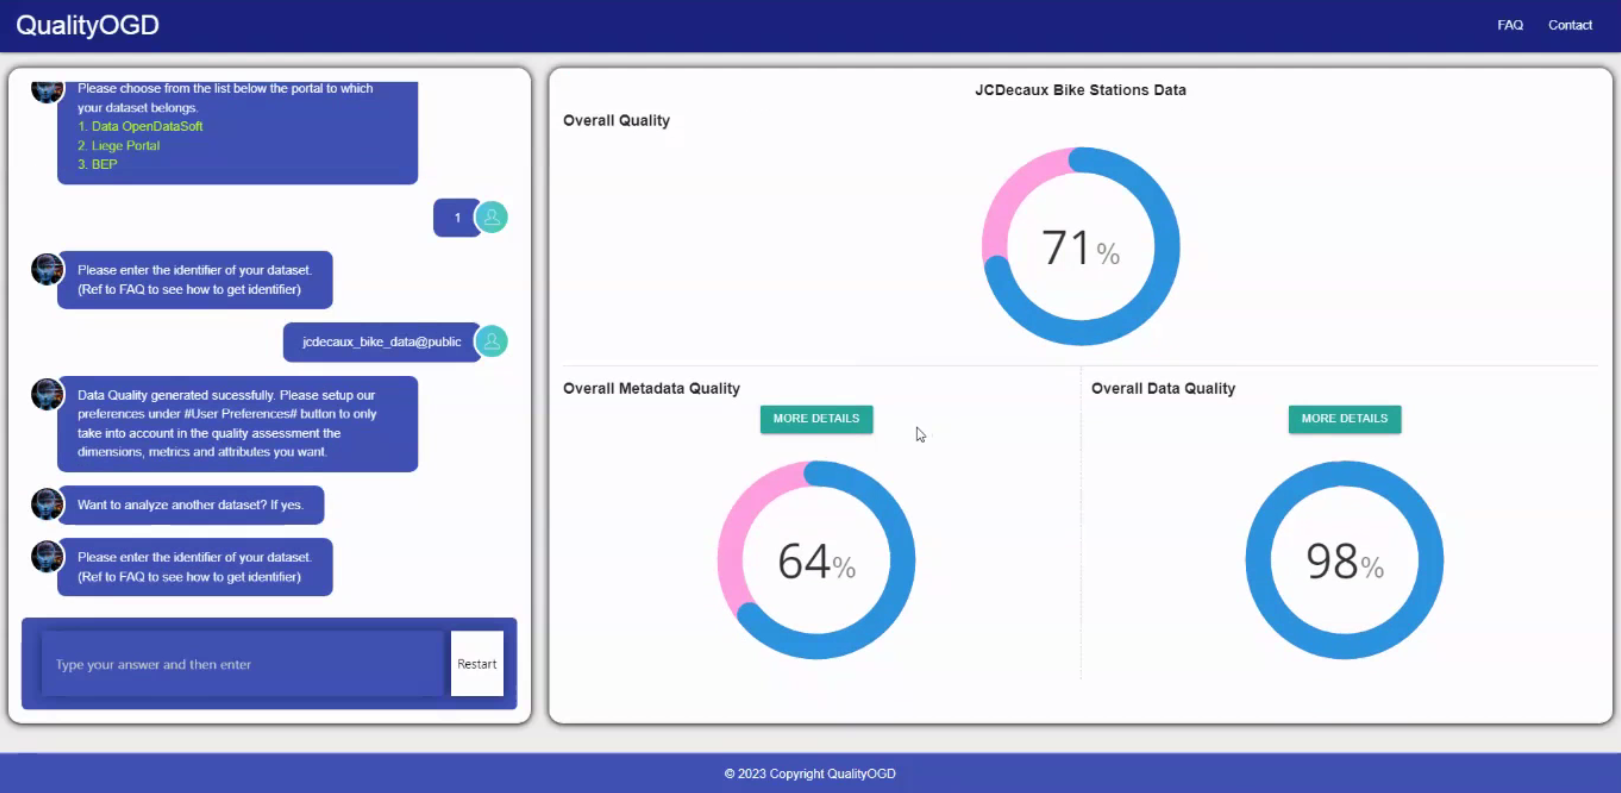 QualityOGD
FAQ
Contact
Please choose from the list below the portal to which
your dataset belongs.
1. Data OpenDataSoft
2. Liege Portal
3. BEP
1
Please enter the identifier of your dataset.
(Ref to FAQ to see how to get identifier)
jcdecaux_bike_data@public
Data Quality generated sucessfully. Please setup our
preferences under #User Preferences# button to only
take into account in the quality assessment the
dimensions, metrics and attributes you want.
Want to analyze another dataset? If yes.
Please enter the identifier of your dataset.
(Ref to FAQ to see how to get identifier)
Type your answer and then enter
Restart
JCDecaux Bike Stations Data
Overall Quality
71%
Overall Metadata Quality
MORE DETAILS
64%
Overall Data Quality
MORE DETAILS
98%
© 2023 Copyright QualityOGD